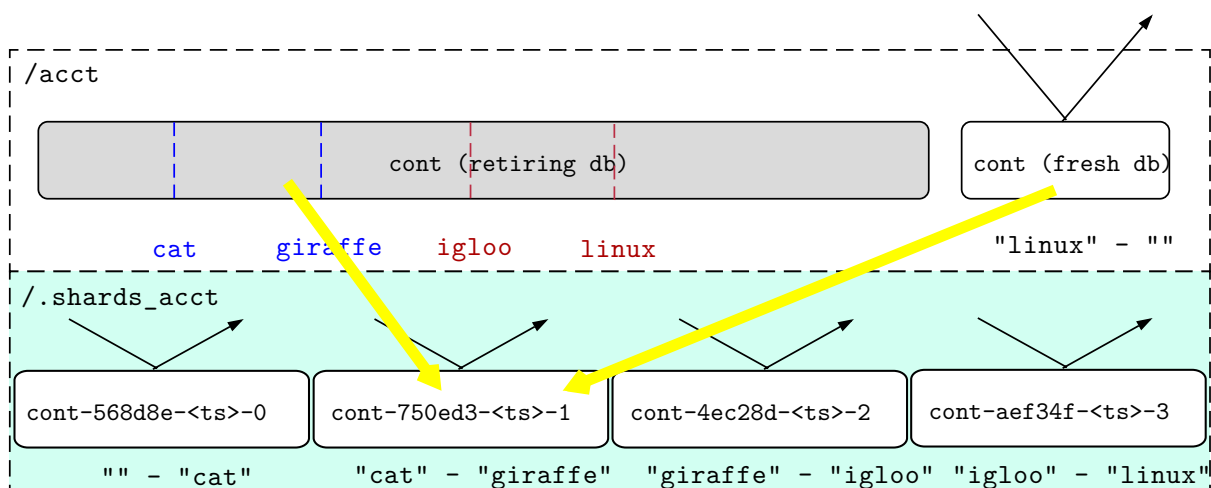 /acct
cont (retiring db)
cont (fresh db)
cat giraffe igloo linux
"linux" - ""
/.shards_acct
cont-568d8e-<ts>-0
cont-750ed3-<ts>-1
cont-4ec28d-<ts>-2
cont-aef34f-<ts>-3
"" - "cat"
"cat" - "giraffe"
"giraffe" - "igloo"
"igloo" - "linux"